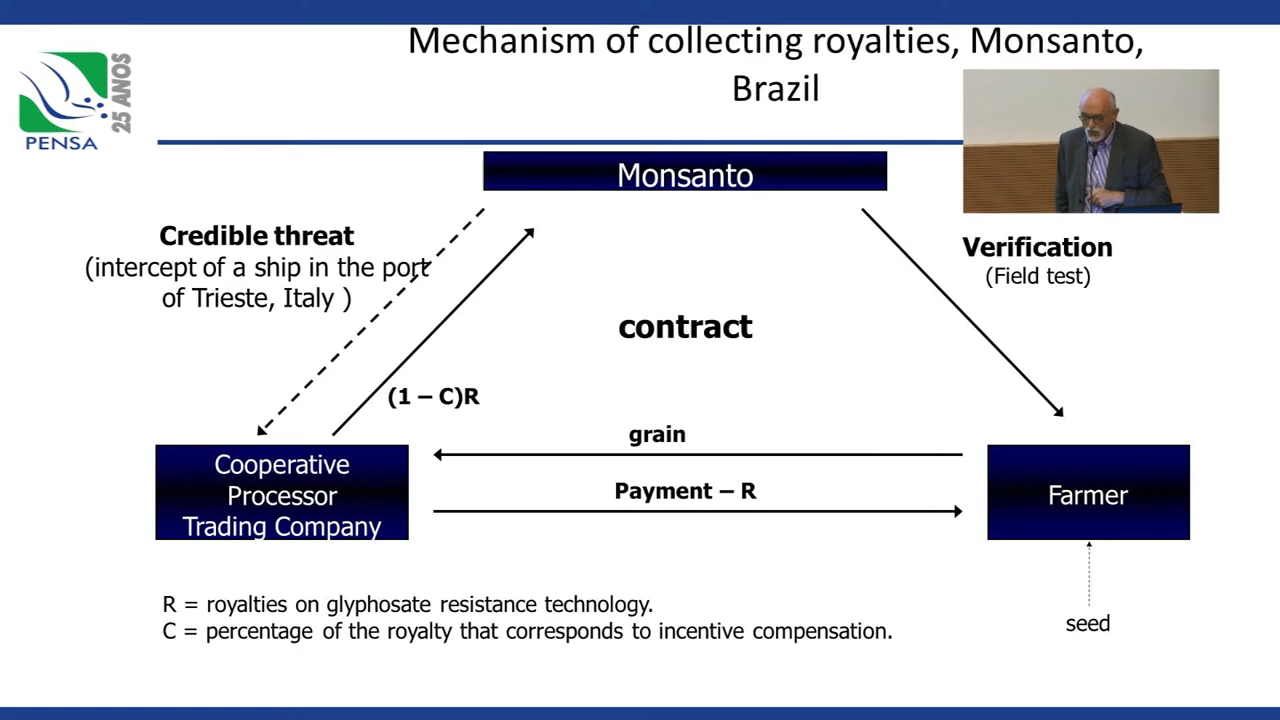 Mechanism of collecting royalties, Monsanto,
Brazil
25 ANOS
PENSA
Monsanto
Credible threat
(intercept of a ship in the port
of Trieste, Italy )
Verification
(Field test)
contract
(1 – C)R
grain
Payment – R
Cooperative
Processor
Trading Company
Farmer
seed
R = royalties on glyphosate resistance technology.
C = percentage of the royalty that corresponds to incentive compensation.